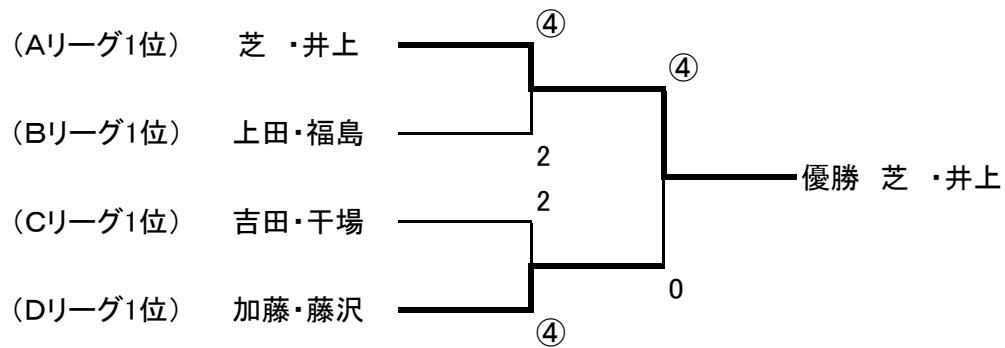 ④
(Aリーグ1位) 芝 ・井上
④
(Bリーグ1位) 上田・福島
2
優勝 芝 ・井上
2
(Cリーグ1位) 吉田・干場
0
(Dリーグ1位) 加藤・藤沢
④